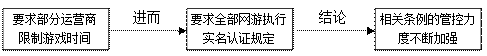 要求部分运营商
限制游戏时间
进而
要求全部网游执行
实名认证规定
结论
相关条例的管控力
度不断加强